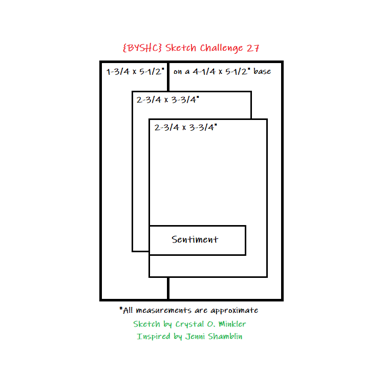 {BYSHC} Sketch Challenge 27
1-3/4 x 5-1/2" on a 4-1/4 x 5-1/2" base
2-3/4 x 3-3/4"
2-3/4 x 3-3/4"
Sentiment
*All measurements are approximate
Sketch by Crystal O. Minkler
Inspired by Jenni Shamblin